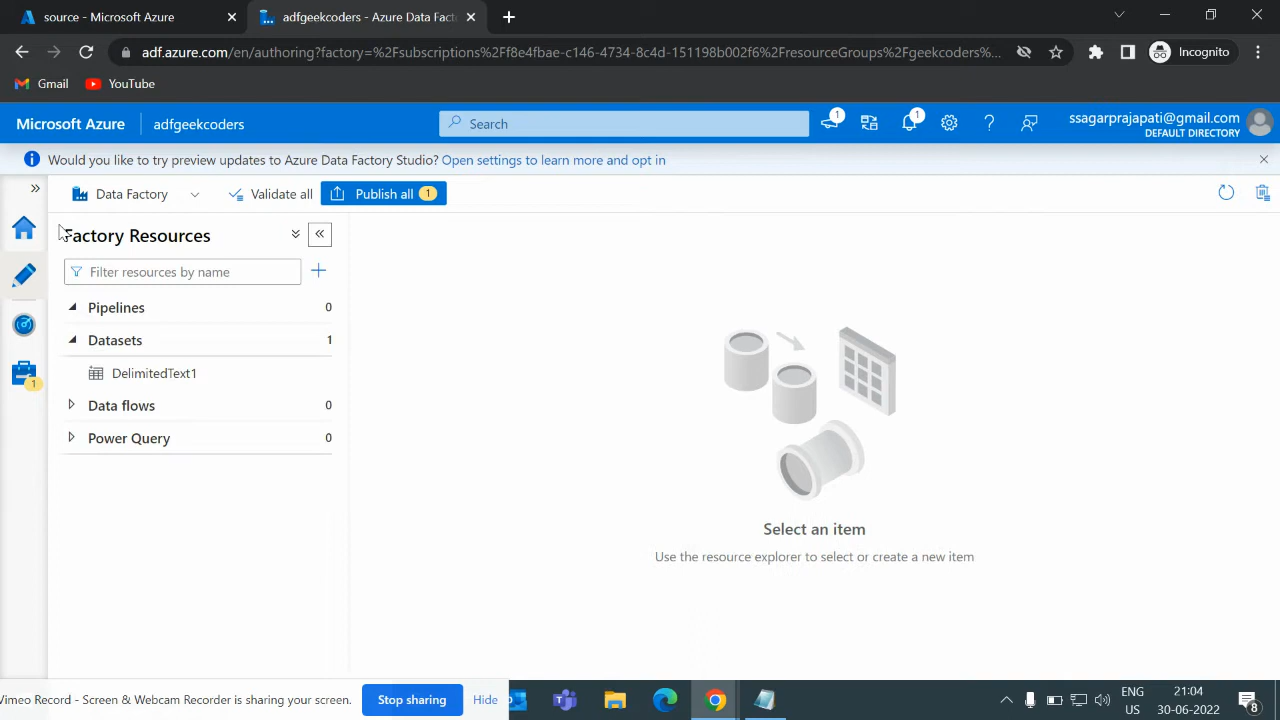 source - Microsoft Azure
adfgeekcoders - Azure Data Fact
adf.azure.com/en/authoring?factory=%2Fsubscriptions%2Ff8e4fbae-c146-4734-8c4d-151198b002f6%2FresourceGroups%2Fgeekcoders%...
Incognito
Gmail
YouTube
Microsoft Azure
adfgeekcoders
Search
1
1
ssagarprajapati@gmail.com
DEFAULT DIRECTORY
Would you like to try preview updates to Azure Data Factory Studio? Open settings to learn more and opt in
Data Factory
Validate all
Publish all 1
Factory Resources
Filter resources by name
Pipelines 0
Datasets 1
DelimitedText1
1
Data flows 0
Power Query 0
Select an item
Use the resource explorer to select or create a new item
Vimeo Record - Screen & Webcam Recorder is sharing your screen.
Stop sharing
Hide
ENG
US
21:04
30-06-2022
8